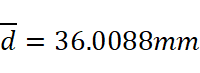 d̅ = 36.0088mm